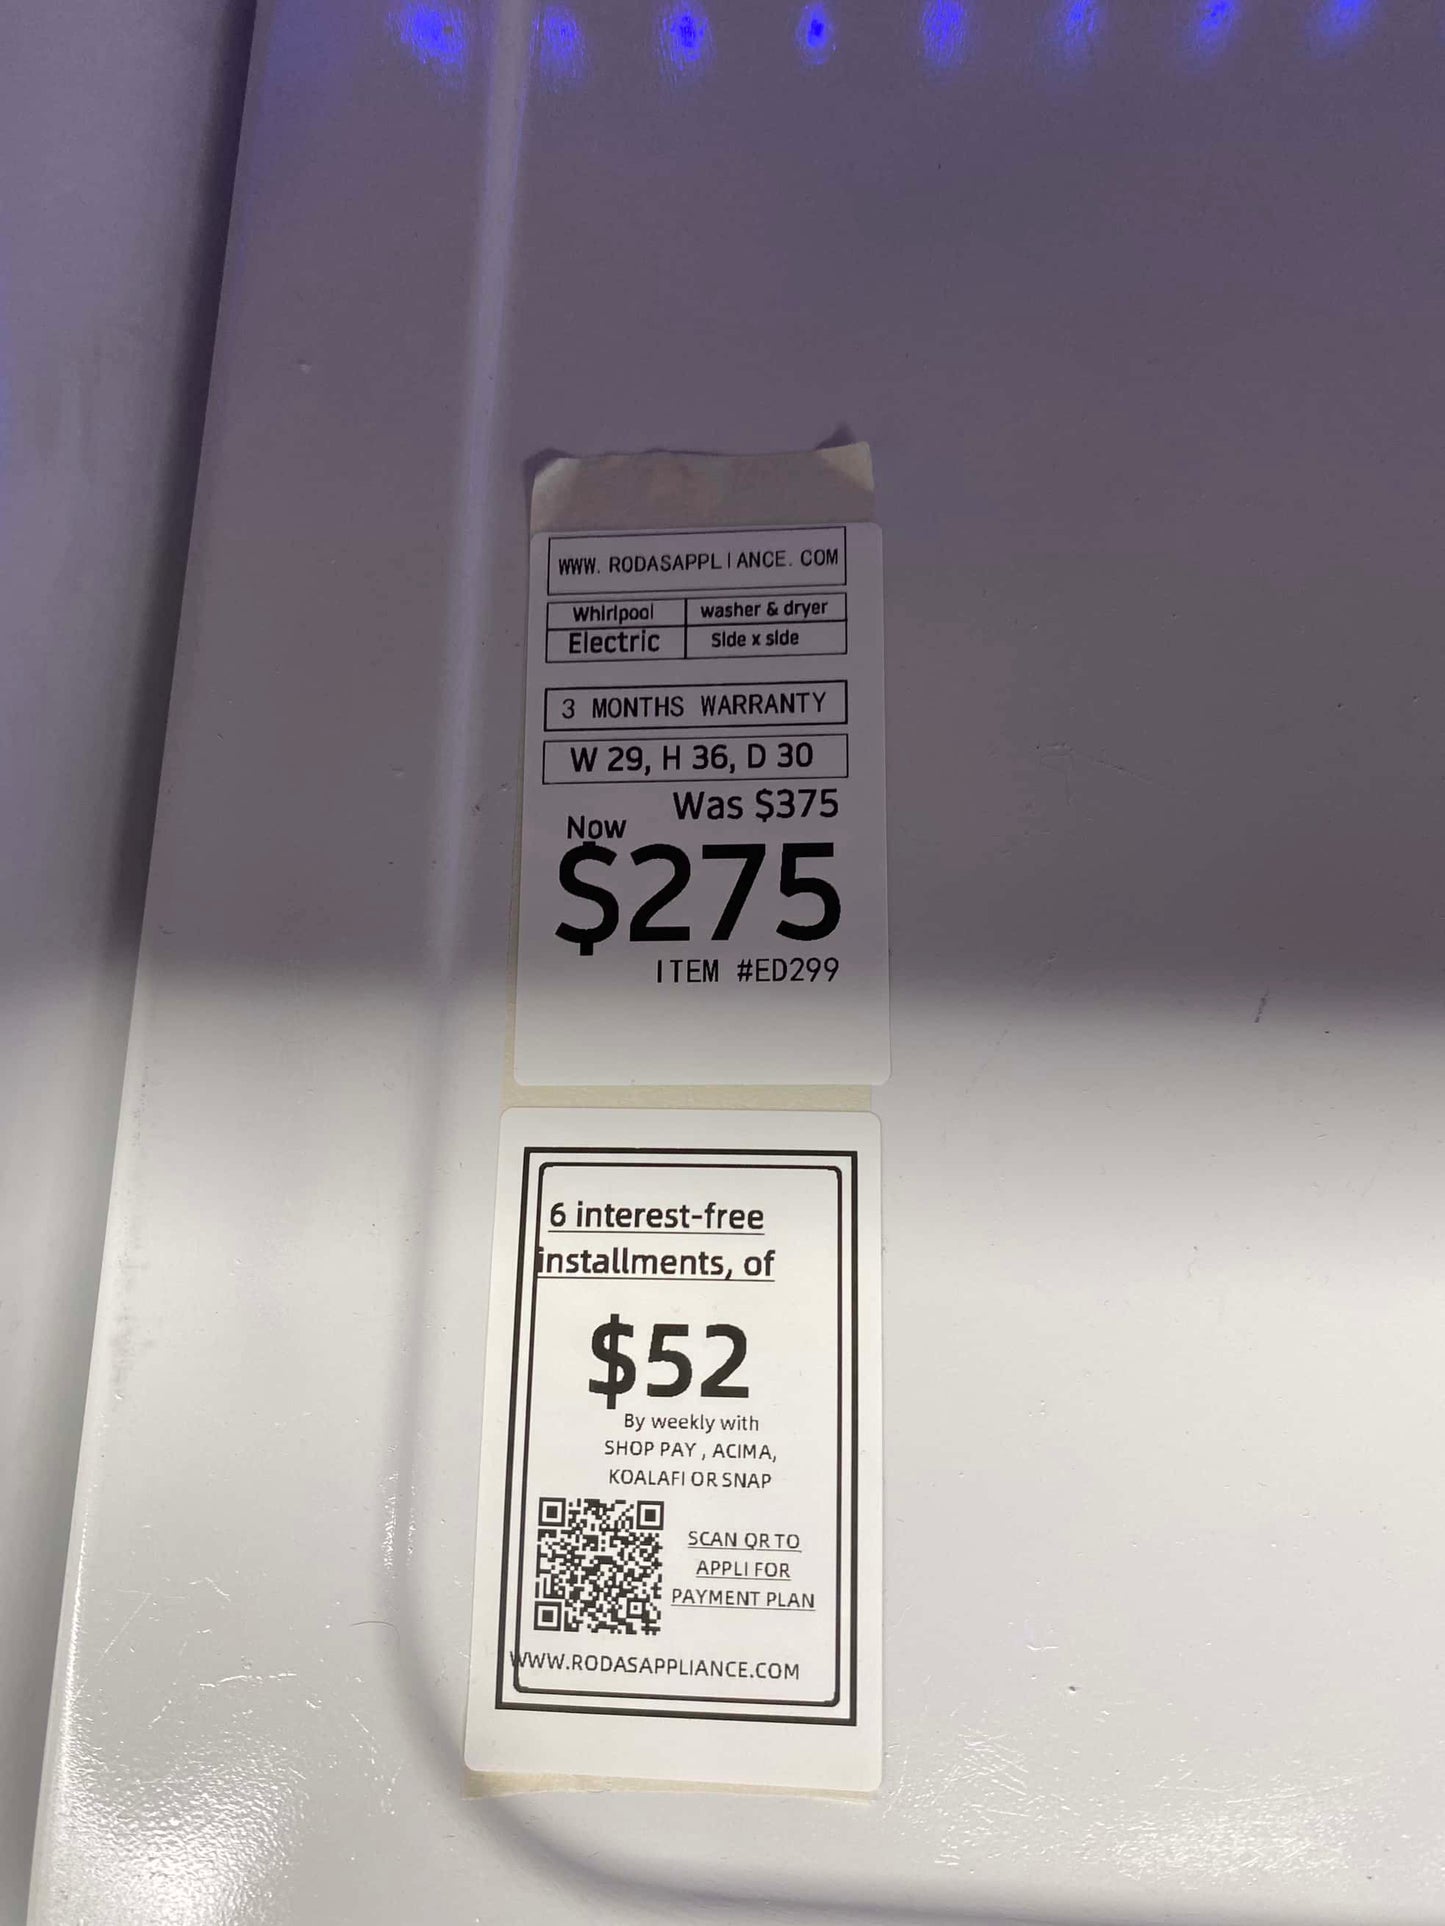 WWW. RODASAPPLIANCE. COM
Whirlpool washer & dryer
Electric Side x side
3 MONTHS WARRANTY
W 29, H 36, D 30
Was $375
Now
$275
ITEM #ED299
6 interest-free
installments, of
$52
By weekly with
SHOP PAY , ACIMA,
KOALAFI OR SNAP
SCAN QR TO
APPLI FOR
PAYMENT PLAN
WWW.RODASAPPLIANCE.COM